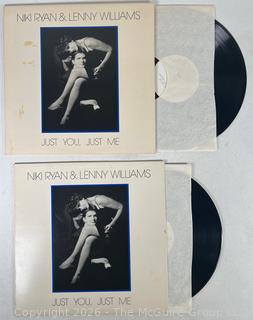 NIKI RYAN & LENNY WILLIAMS
JUST YOU, JUST ME
NIKI RYAN & LENNY WILLIAMS
JUST YOU, JUST ME
Copyright 2026 - The McGuire Group LLC